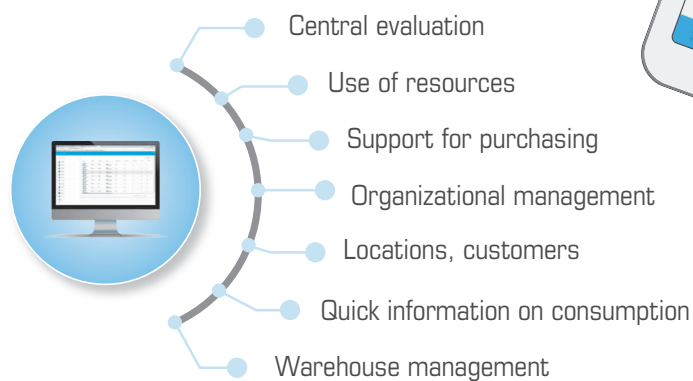 Central evaluation
Use of resources
Support for purchasing
Organizational management
Locations, customers
Quick information on consumption
Warehouse management